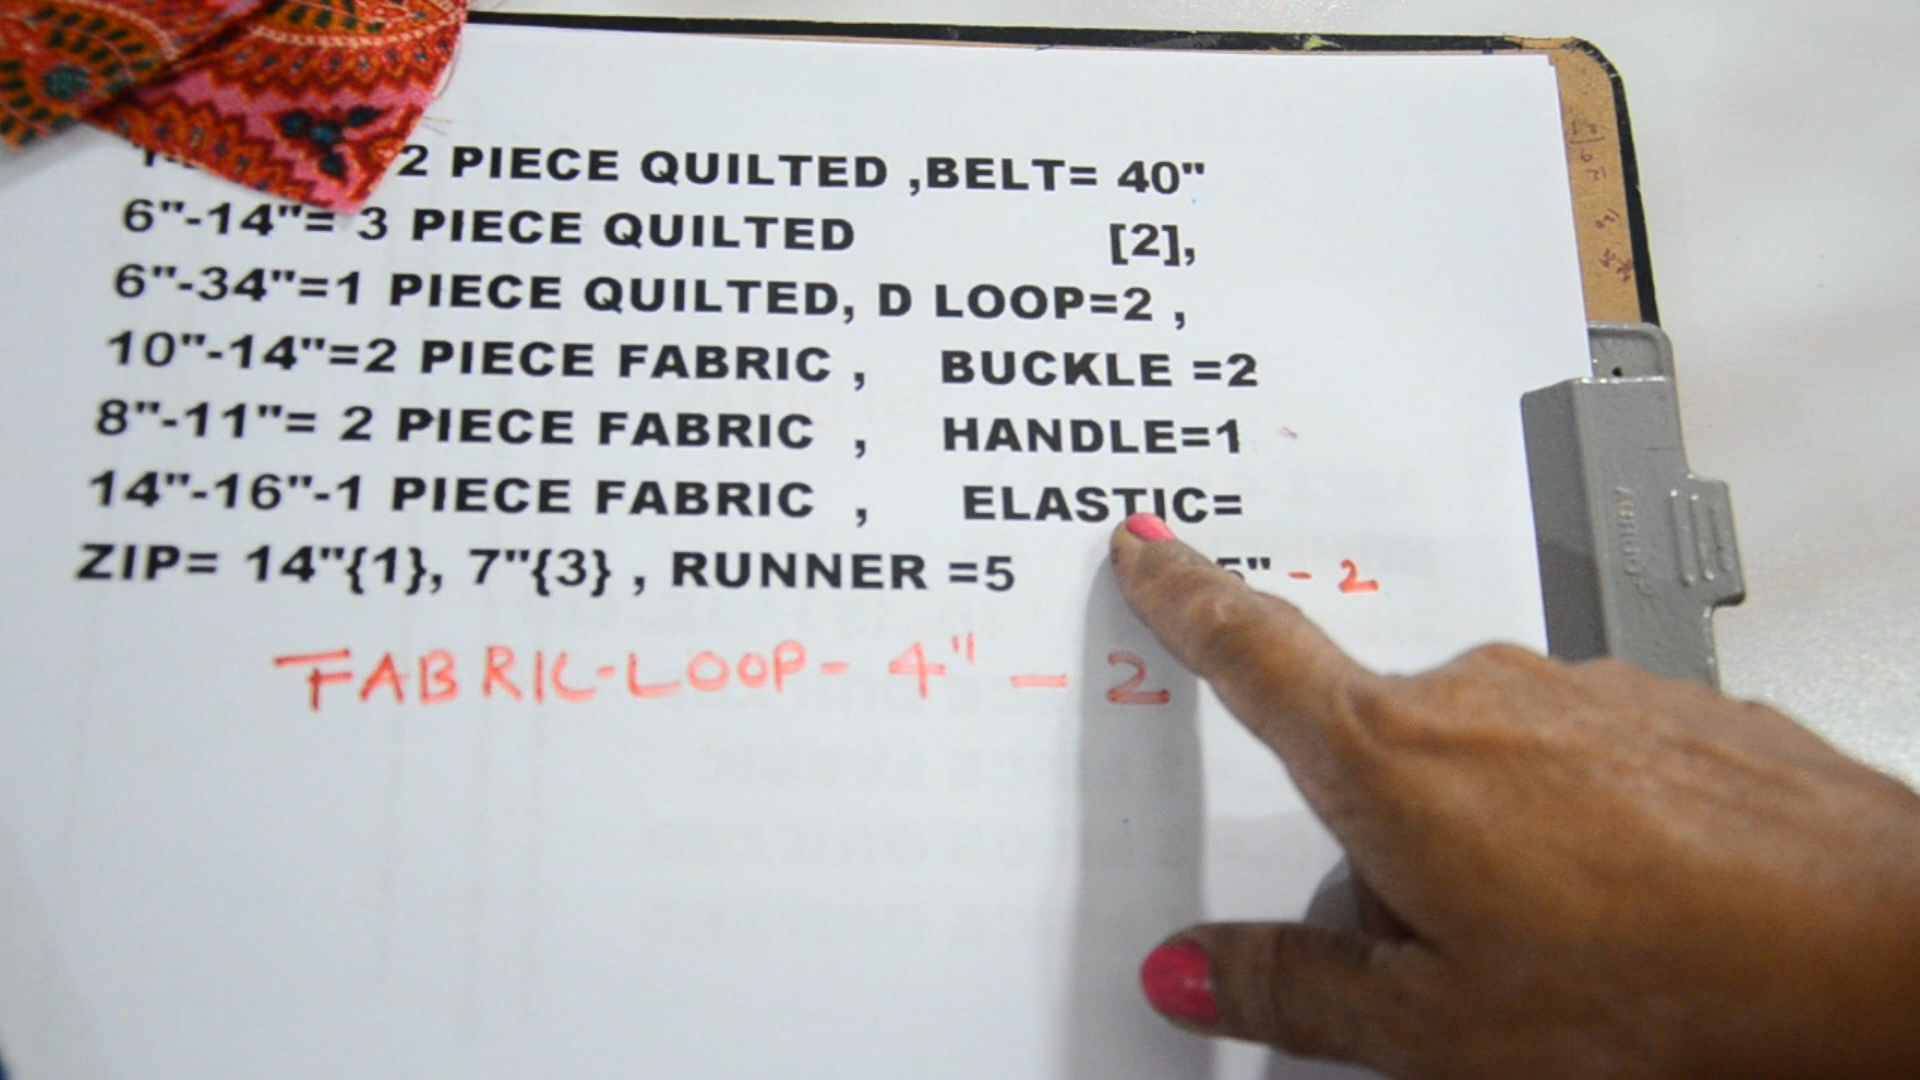 2 PIECE QUILTED ,BELT= 40"
6"-14"= 3 PIECE QUILTED [2],
6"-34"=1 PIECE QUILTED, D LOOP=2 ,
10"-14"=2 PIECE FABRIC , BUCKLE =2
8"-11"= 2 PIECE FABRIC , HANDLE=1
14"-16"-1 PIECE FABRIC , ELASTIC=
ZIP= 14"{1}, 7"{3} , RUNNER =5 - 2
FABRIC-LOOP- 4" - 2